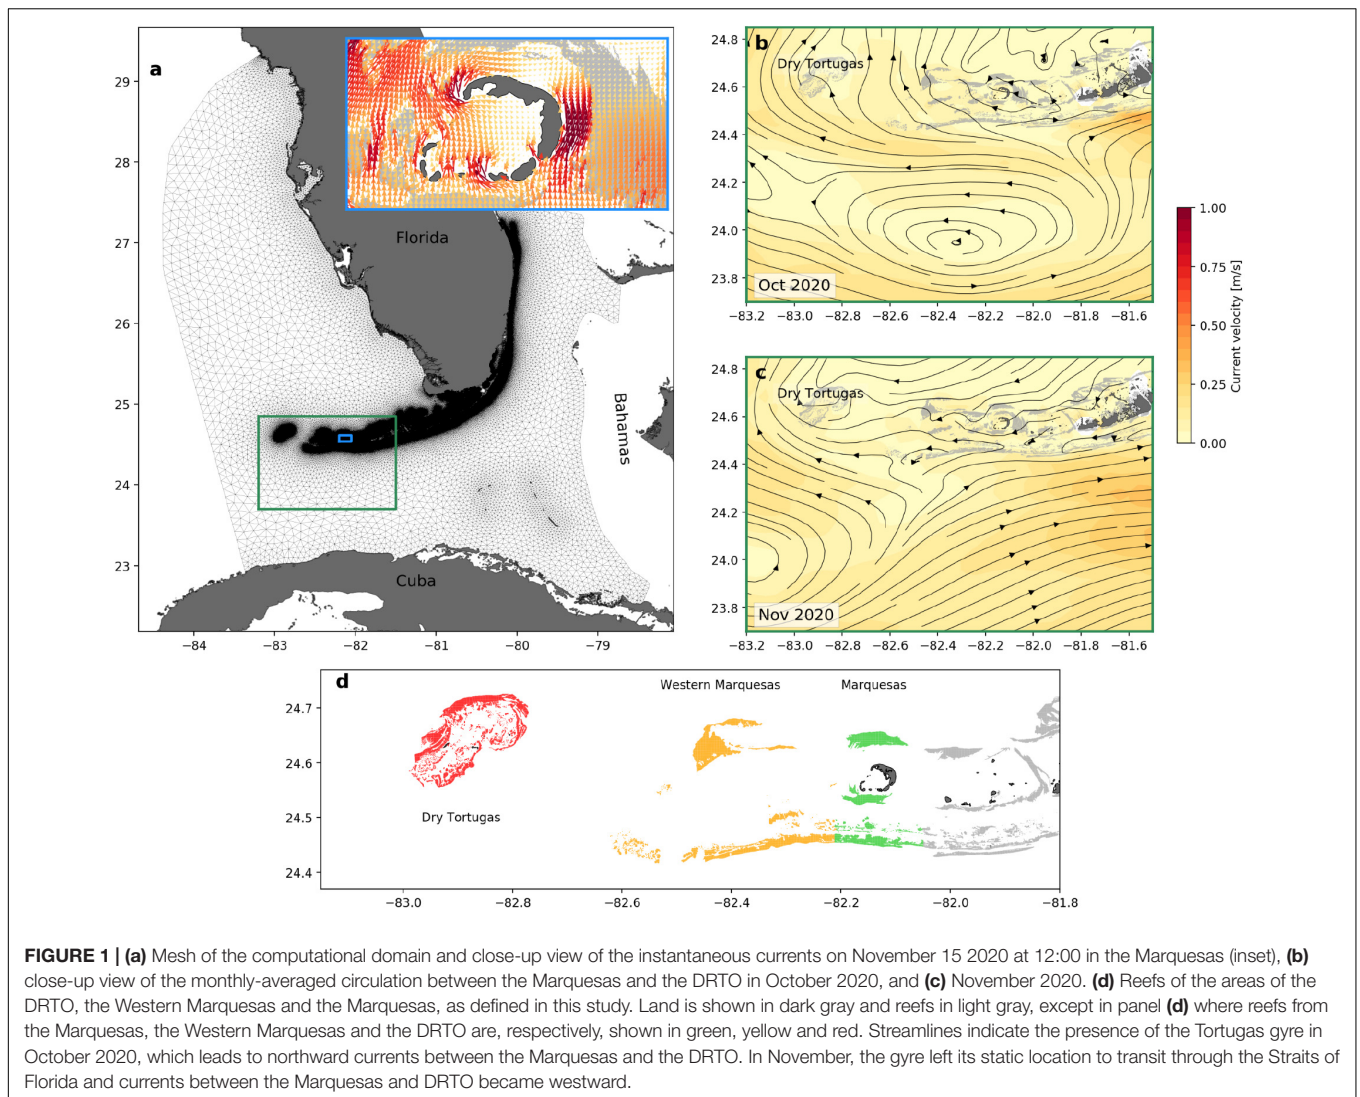 a
29
28
27
26
25
24
23
−84
−83
−82
−81
−80
−79
Florida
Bahamas
Cuba
b
24.8
24.6
24.4
24.2
24.0
23.8
Dry Tortugas
Oct 2020
−83.2
−83.0
−82.8
−82.6
−82.4
−82.2
−82.0
−81.8
−81.6
c
24.8
24.6
24.4
24.2
24.0
23.8
Dry Tortugas
Nov 2020
−83.2
−83.0
−82.8
−82.6
−82.4
−82.2
−82.0
−81.8
−81.6
1.00
0.75
0.50
0.25
0.00
Current velocity [m/s]
d
24.7
24.6
24.5
24.4
Western Marquesas
Marquesas
Dry Tortugas
−83.0
−82.8
−82.6
−82.4
−82.2
−82.0
−81.8
FIGURE 1 | (a) Mesh of the computational domain and close-up view of the instantaneous currents on November 15 2020 at 12:00 in the Marquesas (inset), (b)
close-up view of the monthly-averaged circulation between the Marquesas and the DRTO in October 2020, and (c) November 2020. (d) Reefs of the areas of the
DRTO, the Western Marquesas and the Marquesas, as defined in this study. Land is shown in dark gray and reefs in light gray, except in panel (d) where reefs from
the Marquesas, the Western Marquesas and the DRTO are, respectively, shown in green, yellow and red. Streamlines indicate the presence of the Tortugas gyre in
October 2020, which leads to northward currents between the Marquesas and the DRTO. In November, the gyre left its static location to transit through the Straits of
Florida and currents between the Marquesas and DRTO became westward.